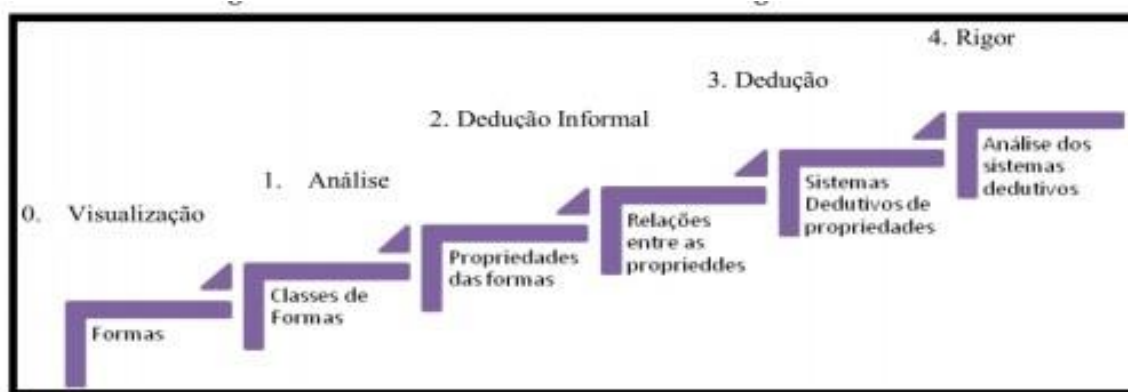 4. Rigor
3. Dedução
2. Dedução Informal
1. Análise
0. Visualização
Formas
Classes de
Formas
Propriedades
das formas
Relações
entre as
proprieddes
Sistemas
Dedutivos de
propriedades
Análise dos
sistemas
dedutivos